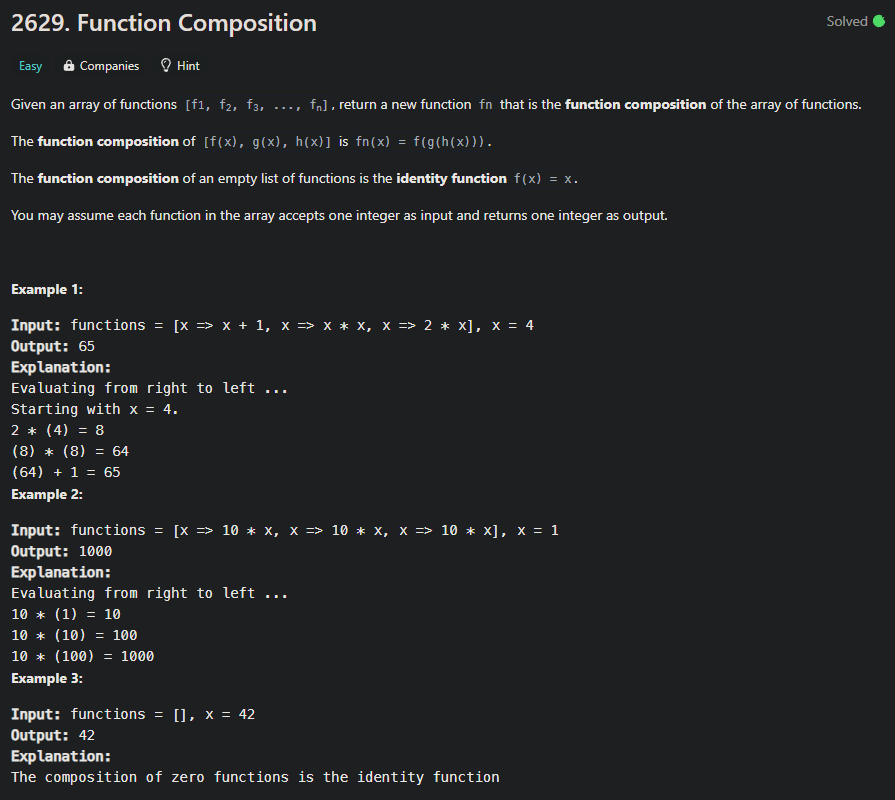 2629. Function Composition
Solved
Easy Companies Hint
Given an array of functions [f1, f2, f3, ..., fn], return a new function fn that is the function composition of the array of functions.
The function composition of [f(x), g(x), h(x)] is fn(x) = f(g(h(x))).
The function composition of an empty list of functions is the identity function f(x) = x.
You may assume each function in the array accepts one integer as input and returns one integer as output.
Example 1:
Input: functions = [x => x + 1, x => x * x, x => 2 * x], x = 4
Output: 65
Explanation:
Evaluating from right to left ...
Starting with x = 4.
2 * (4) = 8
(8) * (8) = 64
(64) + 1 = 65
Example 2:
Input: functions = [x => 10 * x, x => 10 * x, x => 10 * x], x = 1
Output: 1000
Explanation:
Evaluating from right to left ...
10 * (1) = 10
10 * (10) = 100
10 * (100) = 1000
Example 3:
Input: functions = [], x = 42
Output: 42
Explanation:
The composition of zero functions is the identity function